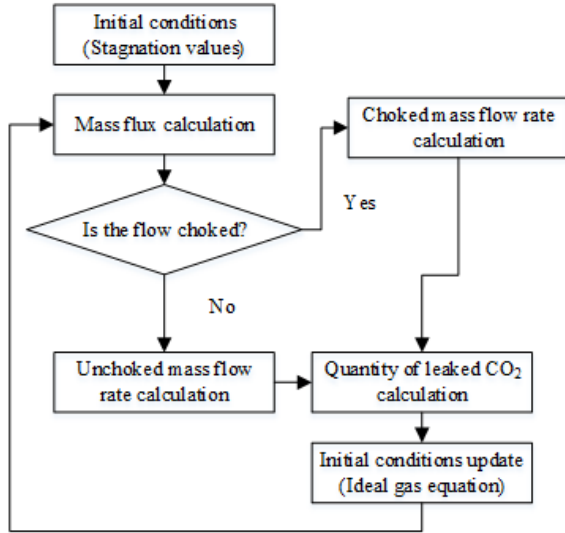 Initial conditions
(Stagnation values)
Mass flux calculation
Choked mass flow rate
calculation
Is the flow choked?
Yes
No
Unchoked mass flow
rate calculation
Quantity of leaked CO₂
calculation
Initial conditions update
(Ideal gas equation)